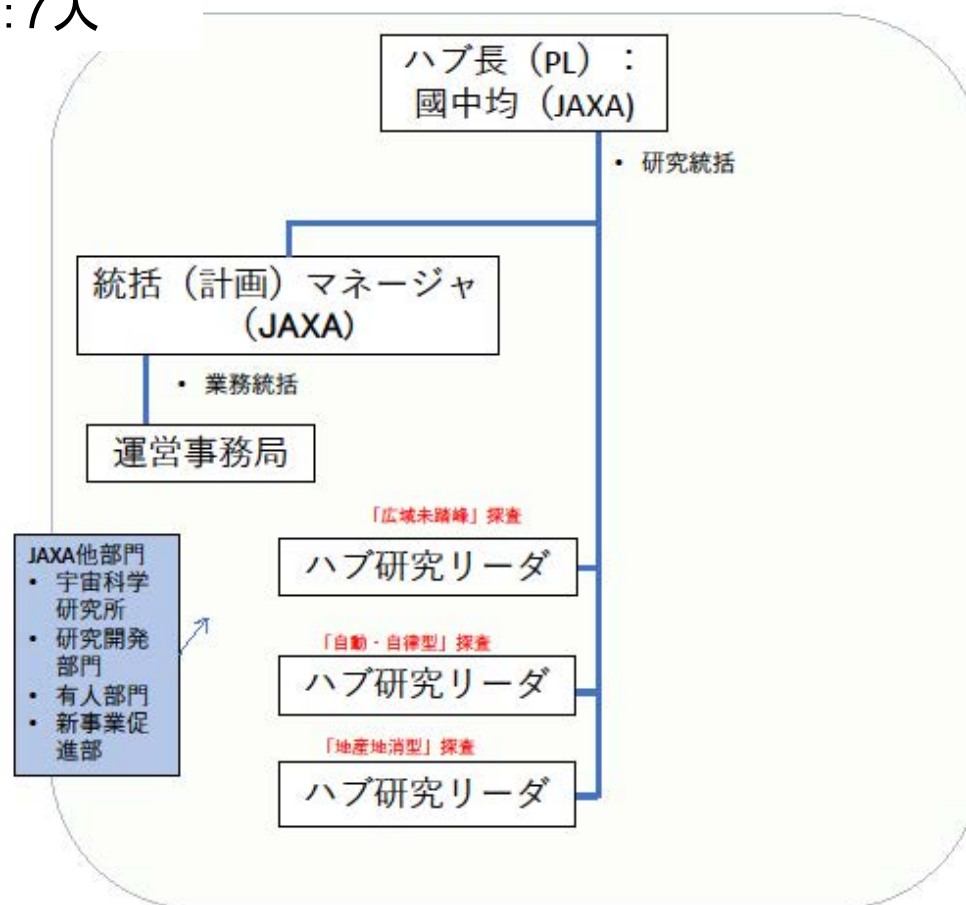 :7人
ハブ長（PL）：
國中均（JAXA)
• 研究統括
統括（計画）マネージャ
（JAXA）
• 業務統括
運営事務局
「広域未踏峰」探査
ハブ研究リーダ
JAXA他部門
• 宇宙科学
研究所
• 研究開発
部門
• 有人部門
• 新事業促
進部
「自動・自律型」探査
ハブ研究リーダ
「地産地消型」探査
ハブ研究リーダ